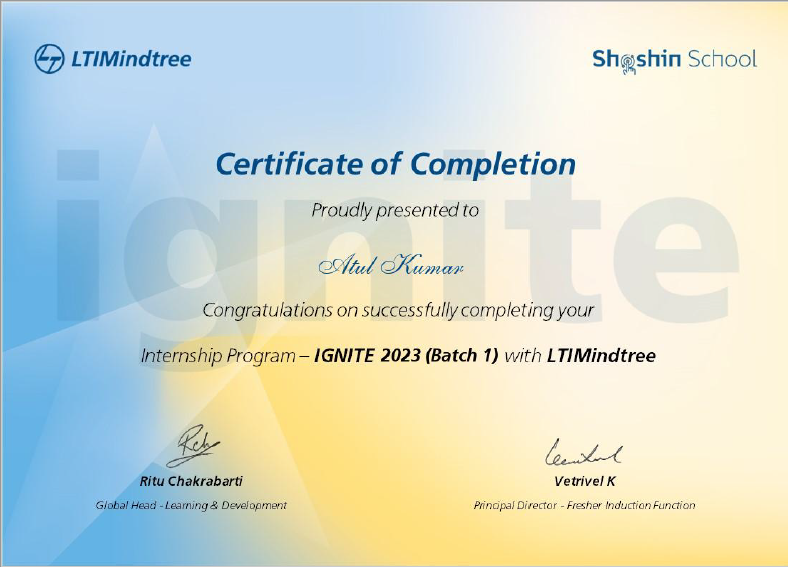 LTIMindtree
Shoshin School
ignite
Certificate of Completion
Proudly presented to
Atul Kumar
Congratulations on successfully completing your
Internship Program – IGNITE 2023 (Batch 1) with LTIMindtree
Ritu Chakrabarti
Vetrivel K
Global Head - Learning & Development
Principal Director - Fresher Induction Function